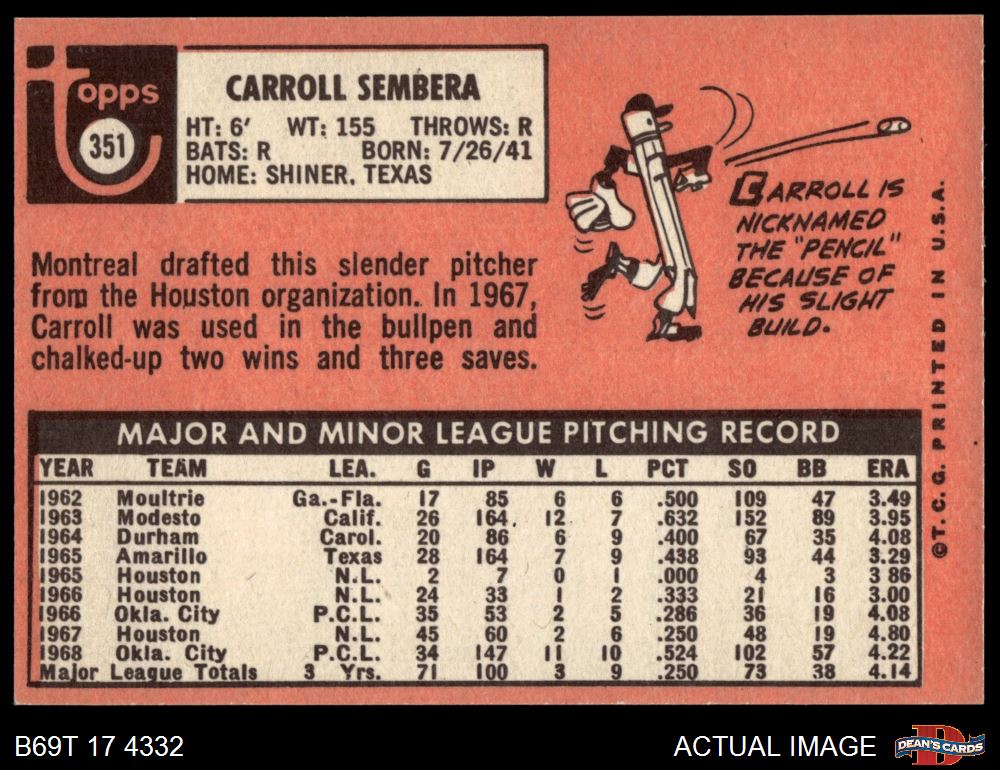 Topps
351
CARROLL SEMBERA
HT: 6' WT: 155 THROWS: R
BATS: R BORN: 7/26/41
HOME: SHINER, TEXAS
CARROLL IS
NICKNAMED
THE "PENCIL"
BECAUSE OF
HIS SLIGHT
BUILD.
Montreal drafted this slender pitcher
from the Houston organization. In 1967,
Carroll was used in the bullpen and
chalked-up two wins and three saves.
MAJOR AND MINOR LEAGUE PITCHING RECORD
YEAR TEAM LEA. G IP W L PCT SO BB ERA
1962 Moultrie Ga.-Fla. 17 85 6 6 .500 109 47 3.49
1963 Modesto Calif. 26 164. 12 7 .632 152 89 3.95
1964 Durham Carol. 20 86 6 9 .400 67 35 4.08
1965 Amarillo Texas 28 164 7 9 .438 93 44 3.29
1965 Houston N.L. 2 7 0 1 .000 4 3 3 86
1966 Houston N.L. 24 33 1 2 .333 21 16 3.00
1966 Okla. City P.C.L. 35 53 2 5 .286 36 19 4.08
1967 Houston N.L. 45 60 2 6 .250 48 19 4.80
1968 Okla. City P.C.L. 34 147 11 10 .524 102 57 4.22
Major League Totals 3 Yrs. 71 100 3 9 .250 73 38 4.14
©T.C.G. PRINTED IN U.S.A.
B69T 17 4332
ACTUAL IMAGE
D
DEAN'S CARDS